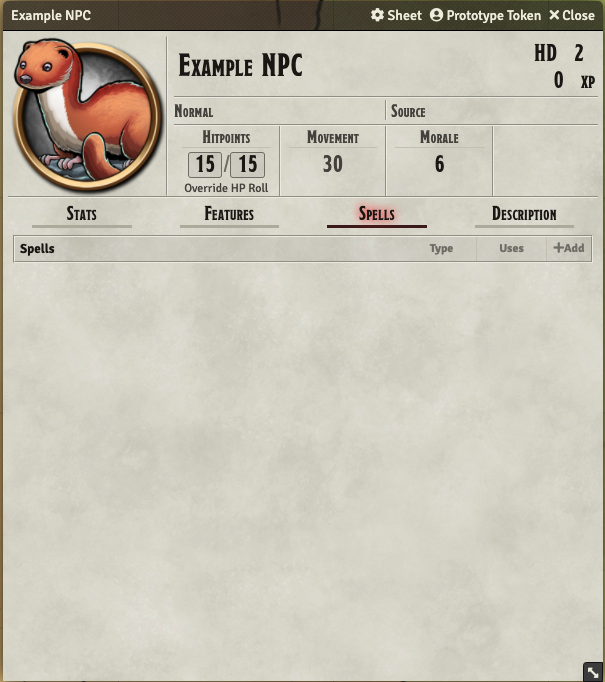 Example NPC Sheet Prototype Token Close
Example NPC HD 2
0 XP
Normal Source
Hitpoints Movement Morale
15 / 15 30 6
Override HP Roll
Stats Features Spells Description
Spells Type Uses +Add